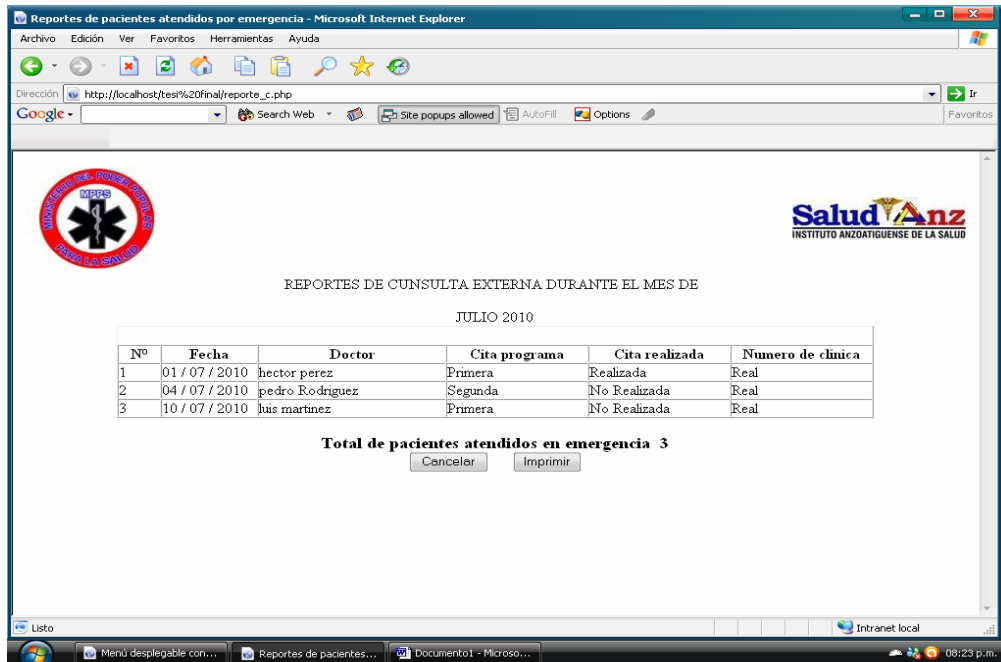 Reportes de pacientes atendidos por emergencia - Microsoft Internet Explorer
Archivo Edición Ver Favoritos Herramientas Ayuda
Dirección http://localhost/tesi%20final/reporte_c.php Ir
Google Search Web Site popups allowed AutoFill Options Favoritos
MINISTERIO DEL PODER POPULAR
MPPS
PARA LA SALUD
Salud Anz
INSTITUTO ANZOATIGUENSE DE LA SALUD
REPORTES DE CUNSULTA EXTERNA DURANTE EL MES DE
JULIO 2010
Nº Fecha Doctor Cita programa Cita realizada Numero de clinica
1 01 / 07 / 2010 hector perez Primera Realizada Real
2 04 / 07 / 2010 pedro Rodriguez Segunda No Realizada Real
3 10 / 07 / 2010 luis martinez Primera No Realizada Real
Total de pacientes atendidos en emergencia 3
Cancelar Imprimir
Listo Intranet local
Menú desplegable con... Reportes de pacientes... Documento1 - Microso... 08:23 p.m.